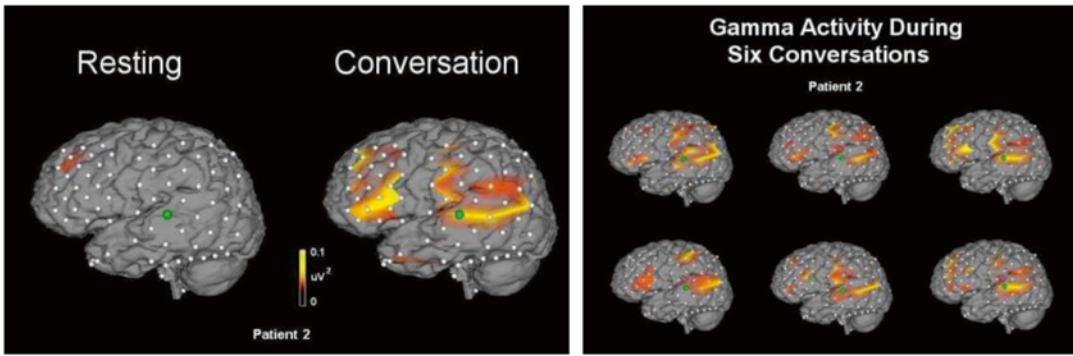 Resting
Conversation
0.1
uV²
0
Patient 2
Gamma Activity During
Six Conversations
Patient 2